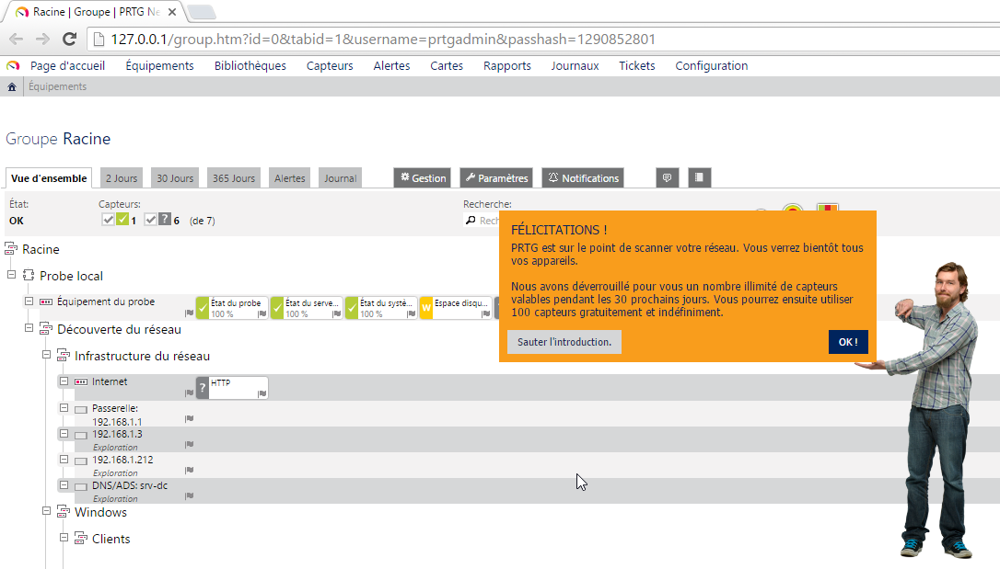 Racine | Groupe | PRTG Ne
127.0.0.1/group.htm?id=0&tabid=1&username=prtgadmin&passhash=1290852801
Page d'accueil Équipements Bibliothèques Capteurs Alertes Cartes Rapports Journaux Tickets Configuration
Équipements
Groupe Racine
Vue d'ensemble 2 Jours 30 Jours 365 Jours Alertes Journal Gestion Paramètres Notifications
État: Capteurs: Recherche:
OK 1 ? 6 (de 7) Rech
FÉLICITATIONS !
PRTG est sur le point de scanner votre réseau. Vous verrez bientôt tous
vos appareils.
Nous avons déverrouillé pour vous un nombre illimité de capteurs
valables pendant les 30 prochains jours. Vous pourrez ensuite utiliser
100 capteurs gratuitement et indéfiniment.
Sauter l'introduction. OK !
Racine
Probe local
Équipement du probe
État du probe
100 %
État du serve...
100 %
État du systè...
100 %
W Espace disqu...
Découverte du réseau
Infrastructure du réseau
Internet ? HTTP
Passerelle:
192.168.1.1
192.168.1.3
Exploration
192.168.1.212
Exploration
DNS/ADS: srv-dc
Exploration
Windows
Clients